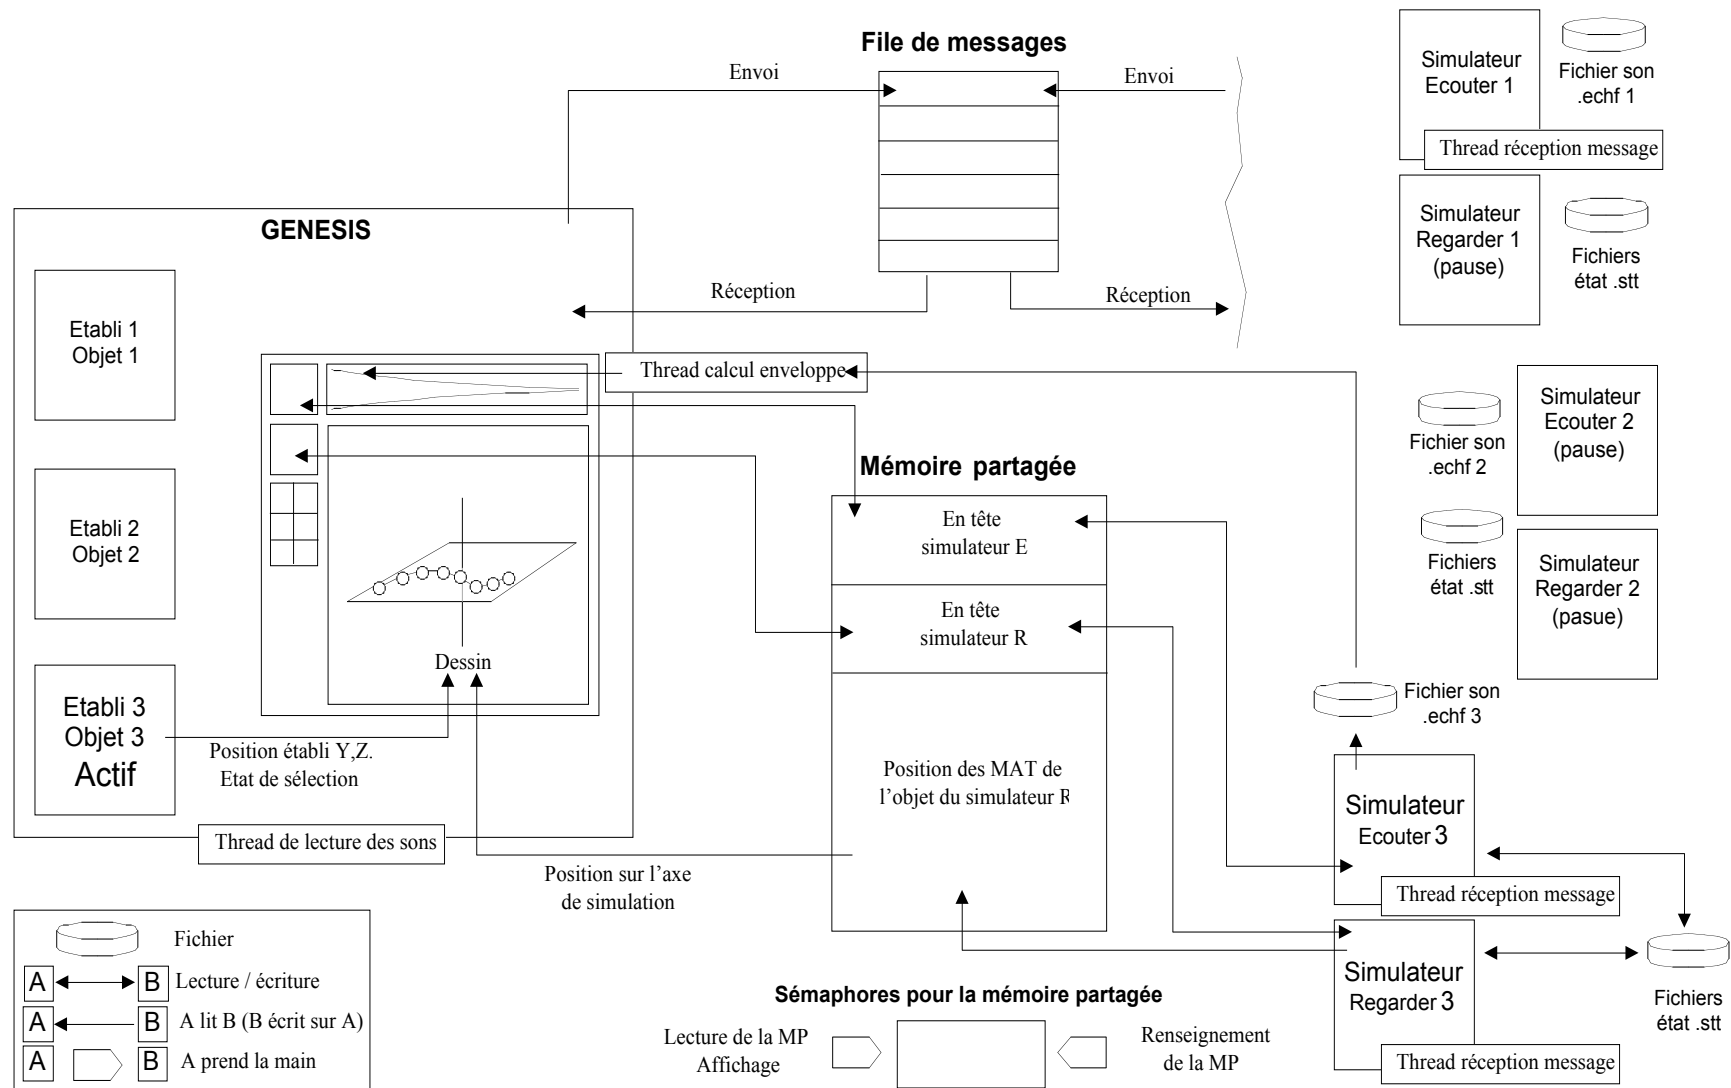 File de messages
Envoi
Envoi
Réception
Réception
Simulateur
Ecouter 1
Fichier son
.echf 1
Thread réception message
Simulateur
Regarder 1
(pause)
Fichiers
état .stt
GENESIS
Etabli 1
Objet 1
Etabli 2
Objet 2
Etabli 3
Objet 3
Actif
Thread calcul enveloppe
Dessin
Position établi Y,Z.
Etat de sélection
Thread de lecture des sons
Position sur l’axe
de simulation
Mémoire partagée
En tête
simulateur E
En tête
simulateur R
Position des MAT de
l’objet du simulateur R
Fichier son
.echf 2
Simulateur
Ecouter 2
(pause)
Fichiers
état .stt
Simulateur
Regarder 2
(pasue)
Fichier son
.echf 3
Simulateur
Ecouter 3
Thread réception message
Simulateur
Regarder 3
Thread réception message
Fichiers
état .stt
Fichier
A B Lecture / écriture
A B A lit B (B écrit sur A)
A B A prend la main
Sémaphores pour la mémoire partagée
Lecture de la MP
Affichage
Renseignement
de la MP